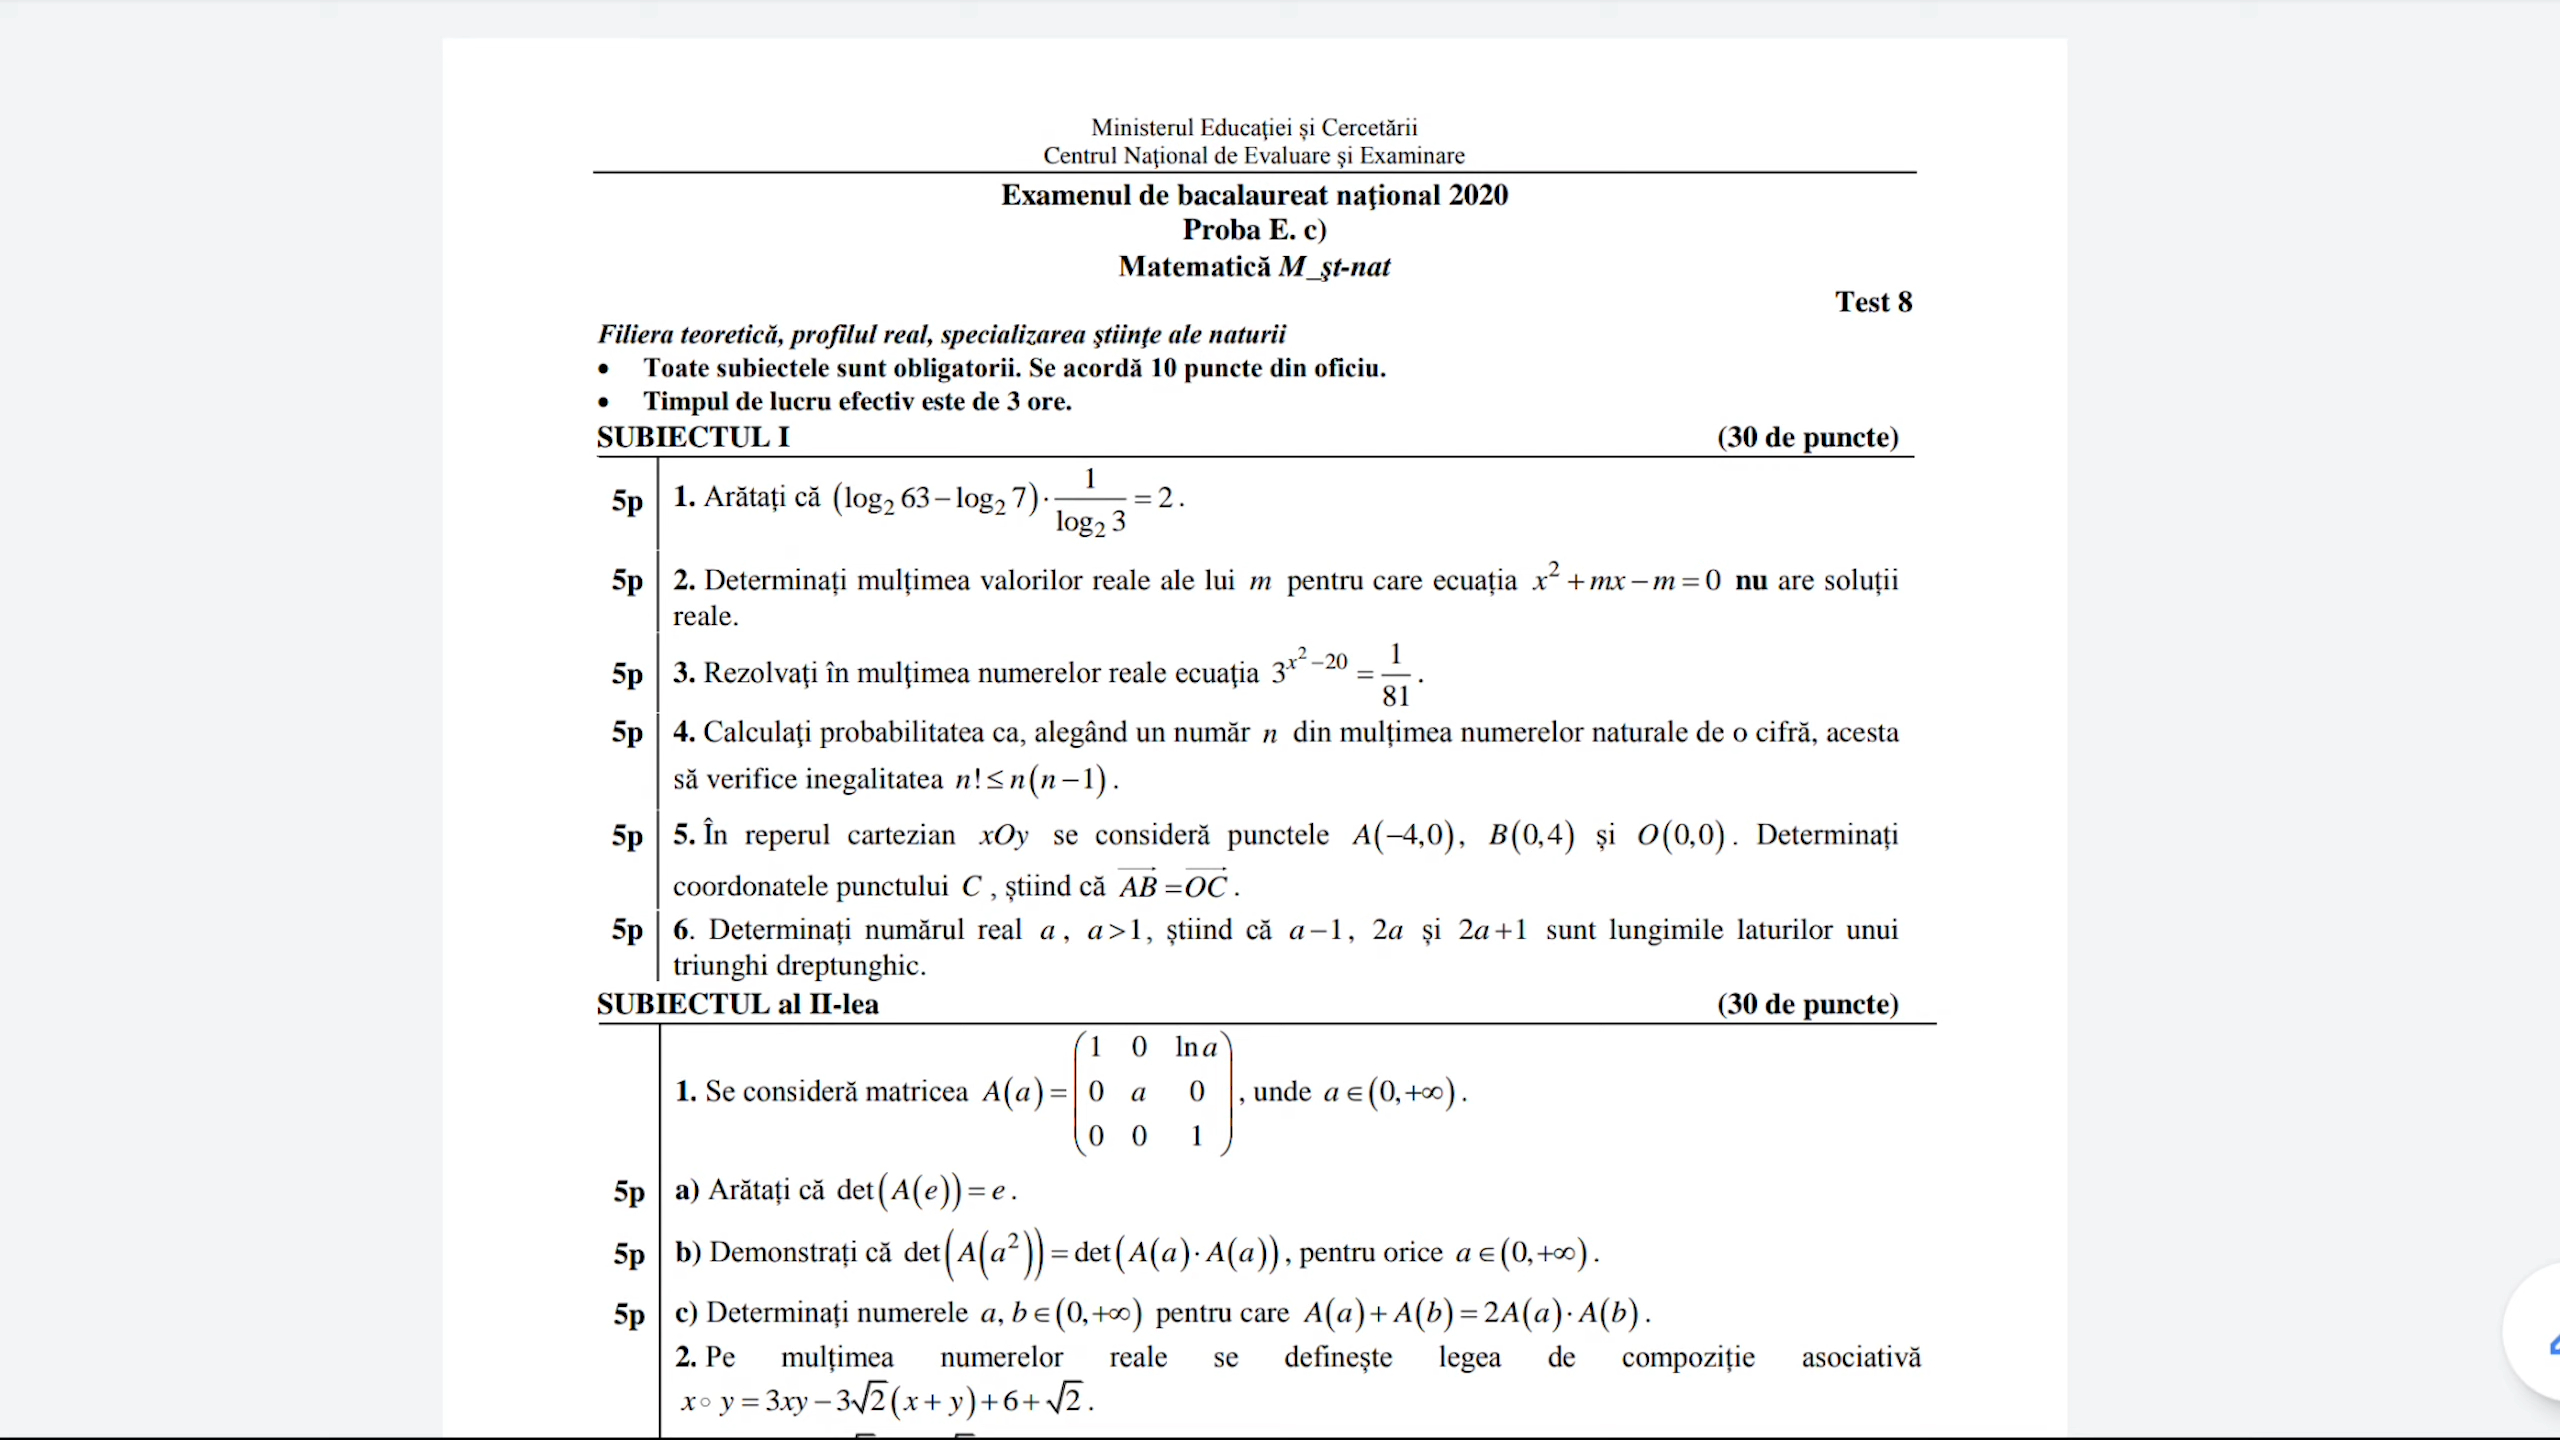 Ministerul Educaţiei și Cercetării
Centrul Naţional de Evaluare și Examinare
Examenul de bacalaureat naţional 2020
Proba E. c)
Matematică M_şt-nat
Test 8
Filiera teoretică, profilul real, specializarea ştiinţe ale naturii
• Toate subiectele sunt obligatorii. Se acordă 10 puncte din oficiu.
• Timpul de lucru efectiv este de 3 ore.
SUBIECTUL I (30 de puncte)
5p 1. Arătați că (log₂ 63 – log₂ 7) · 1/(log₂ 3) = 2.
5p 2. Determinați mulțimea valorilor reale ale lui m pentru care ecuația x² + mx – m = 0 nu are soluții
reale.
5p 3. Rezolvaţi în mulţimea numerelor reale ecuaţia 3^(x²–20) = 1/81.
5p 4. Calculaţi probabilitatea ca, alegând un număr n din mulțimea numerelor naturale de o cifră, acesta
să verifice inegalitatea n! ≤ n(n–1).
5p 5. În reperul cartezian xOy se consideră punctele A(–4,0), B(0,4) și O(0,0). Determinați
coordonatele punctului C, știind că AB⃗ = OC⃗.
5p 6. Determinați numărul real a, a > 1, știind că a – 1, 2a și 2a + 1 sunt lungimile laturilor unui
triunghi dreptunghic.
SUBIECTUL al II-lea (30 de puncte)
1. Se consideră matricea A(a) = (1 0 ln a
0 a 0
0 0 1), unde a ∈ (0,+∞).
5p a) Arătați că det(A(e)) = e.
5p b) Demonstrați că det(A(a²)) = det(A(a) · A(a)), pentru orice a ∈ (0,+∞).
5p c) Determinați numerele a, b ∈ (0,+∞) pentru care A(a) + A(b) = 2A(a) · A(b).
2. Pe mulțimea numerelor reale se definește legea de compoziție asociativă
x ∘ y = 3xy – 3√2(x + y) + 6 + √2.